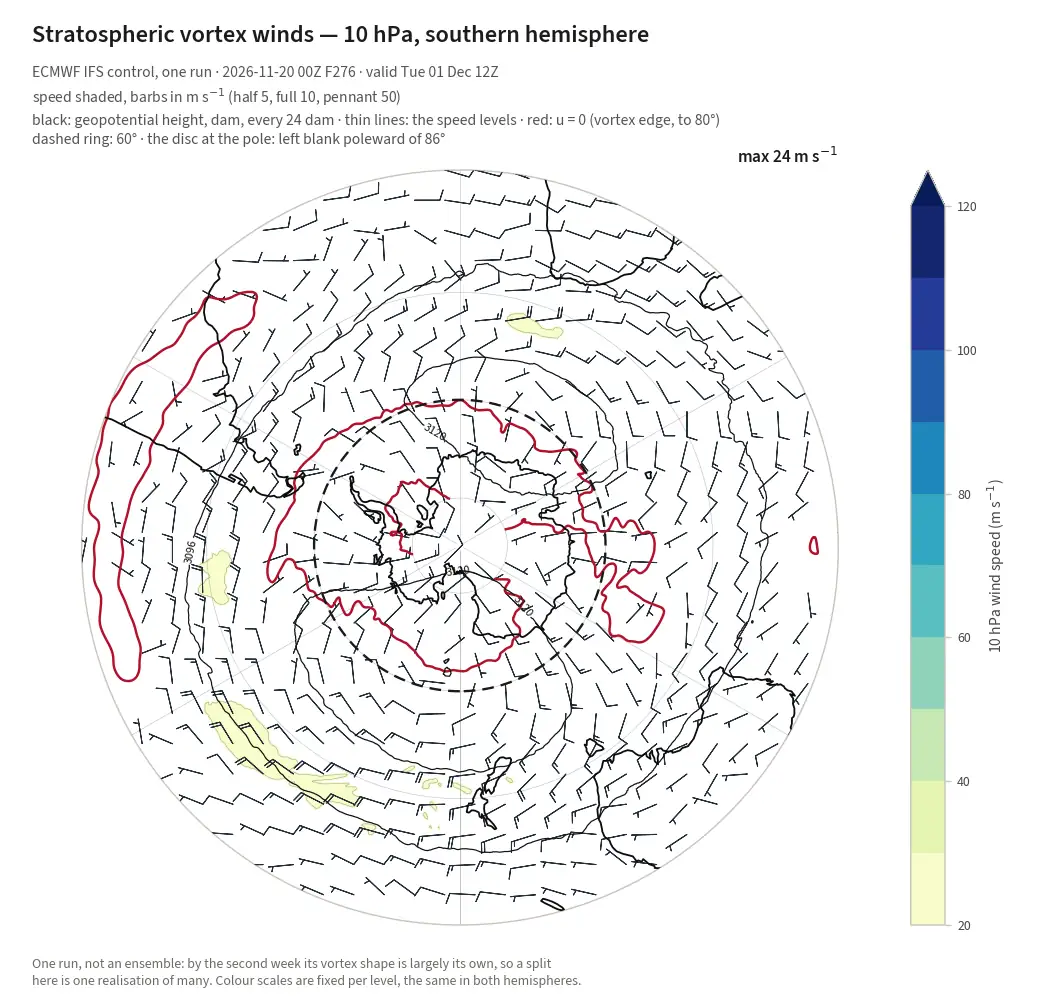 Stratospheric vortex winds — 10 hPa, southern hemisphere
ECMWF IFS control, one run · 2026-11-20 00Z F276 · valid Tue 01 Dec 12Z
speed shaded, barbs in m s⁻¹ (half 5, full 10, pennant 50)
black: geopotential height, dam, every 24 dam · thin lines: the speed levels · red: u = 0 (vortex edge, to 80°)
dashed ring: 60° · the disc at the pole: left blank poleward of 86°
max 24 m s⁻¹
120
100
80
60
40
20
10 hPa wind speed (m s⁻¹)
3120
3096
3120
3120
One run, not an ensemble: by the second week its vortex shape is largely its own, so a split
here is one realisation of many. Colour scales are fixed per level, the same in both hemispheres.